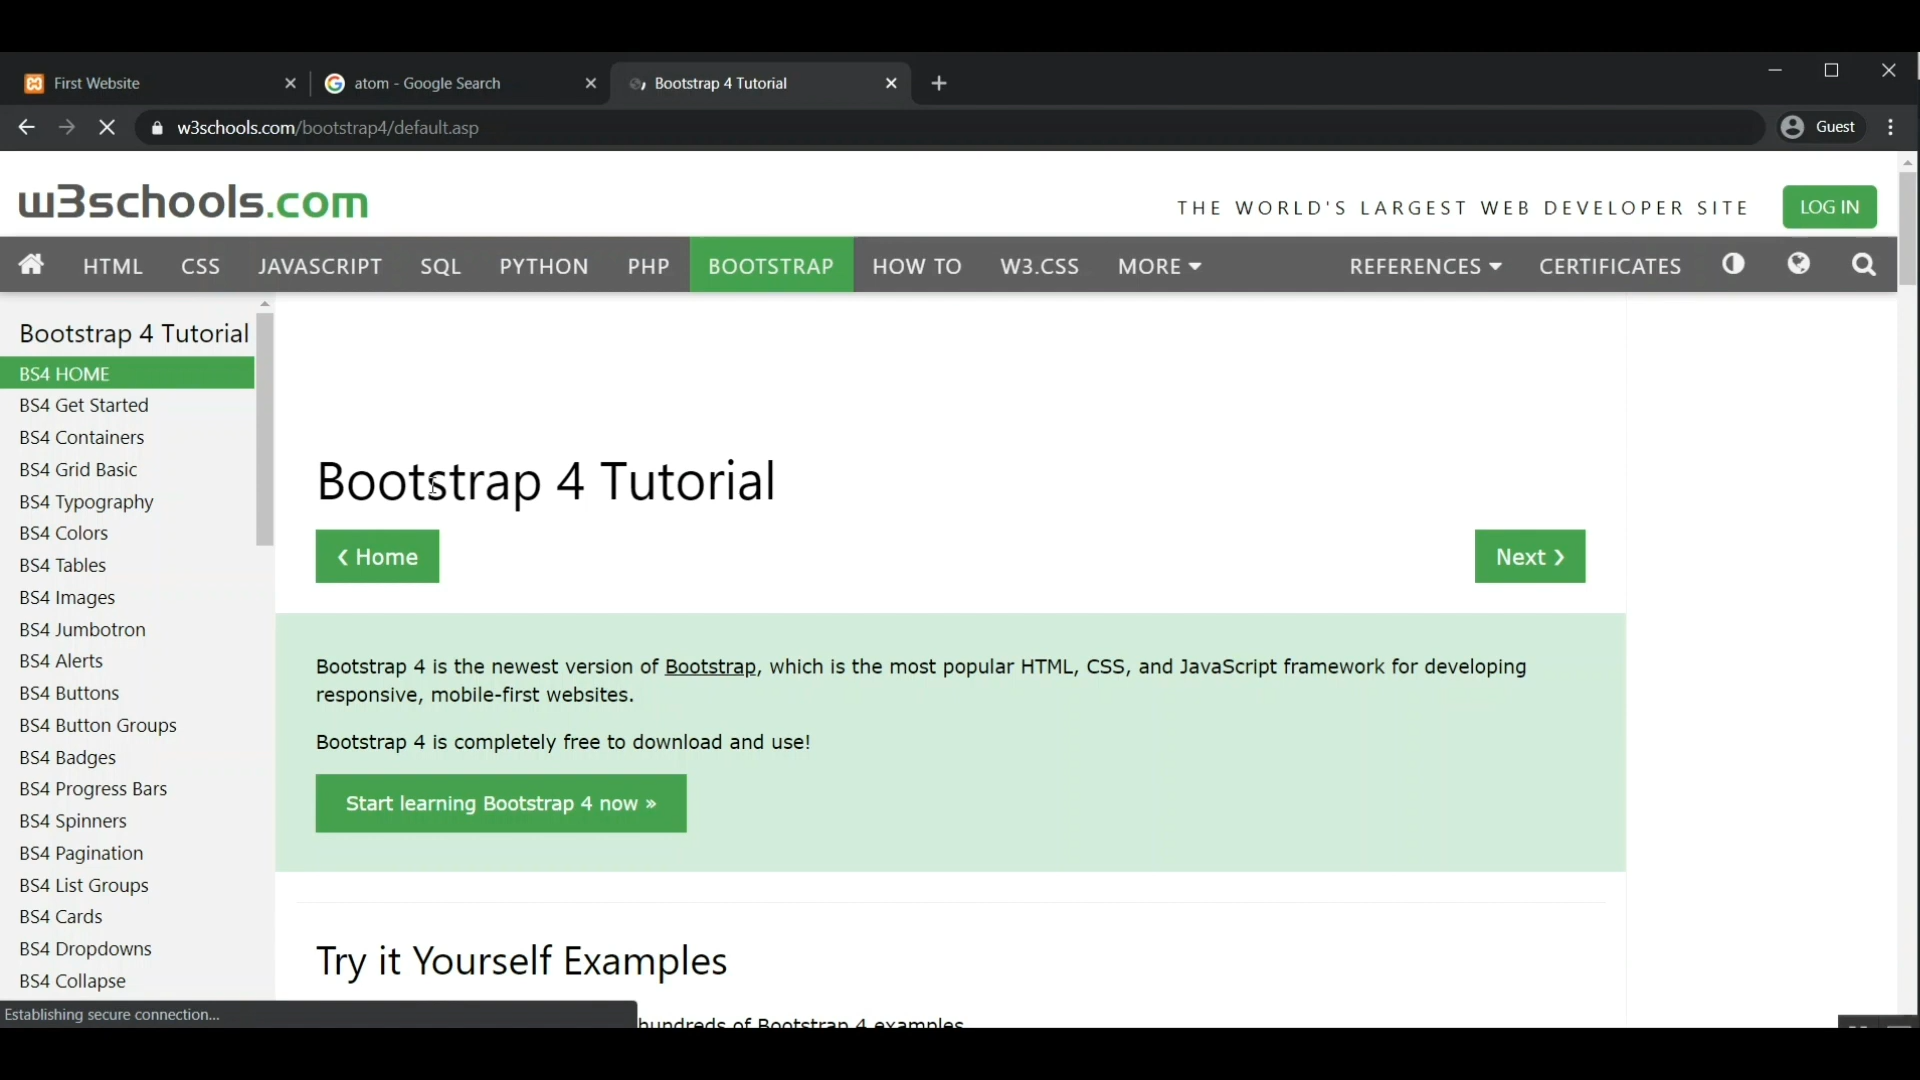 First Website
atom - Google Search
Bootstrap 4 Tutorial
w3schools.com/bootstrap4/default.asp
Guest
w3schools.com
THE WORLD'S LARGEST WEB DEVELOPER SITE
LOG IN
HTML CSS JAVASCRIPT SQL PYTHON PHP BOOTSTRAP HOW TO W3.CSS MORE REFERENCES CERTIFICATES
Bootstrap 4 Tutorial
BS4 HOME
BS4 Get Started
BS4 Containers
BS4 Grid Basic
BS4 Typography
BS4 Colors
BS4 Tables
BS4 Images
BS4 Jumbotron
BS4 Alerts
BS4 Buttons
BS4 Button Groups
BS4 Badges
BS4 Progress Bars
BS4 Spinners
BS4 Pagination
BS4 List Groups
BS4 Cards
BS4 Dropdowns
BS4 Collapse
Bootstrap 4 Tutorial
❮ Home
Next ❯
Bootstrap 4 is the newest version of Bootstrap, which is the most popular HTML, CSS, and JavaScript framework for developing
responsive, mobile-first websites.
Bootstrap 4 is completely free to download and use!
Start learning Bootstrap 4 now »
Try it Yourself Examples
hundreds of Bootstrap 4 examples
Establishing secure connection...